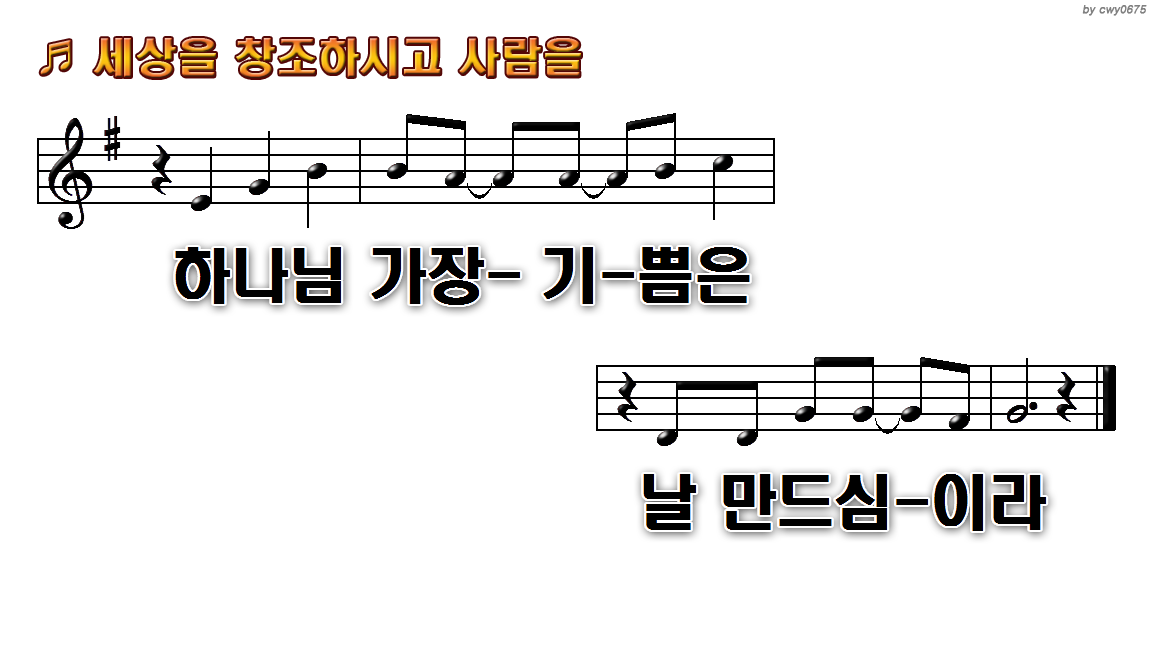 by cwy0675
♬ 세상을 창조하시고 사람을
하나님 가장- 기-쁨은
날 만드심-이라